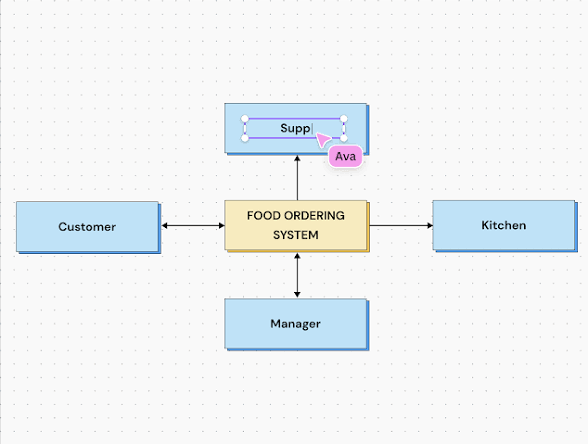 Supp
Ava
Customer
FOOD ORDERING
SYSTEM
Kitchen
Manager